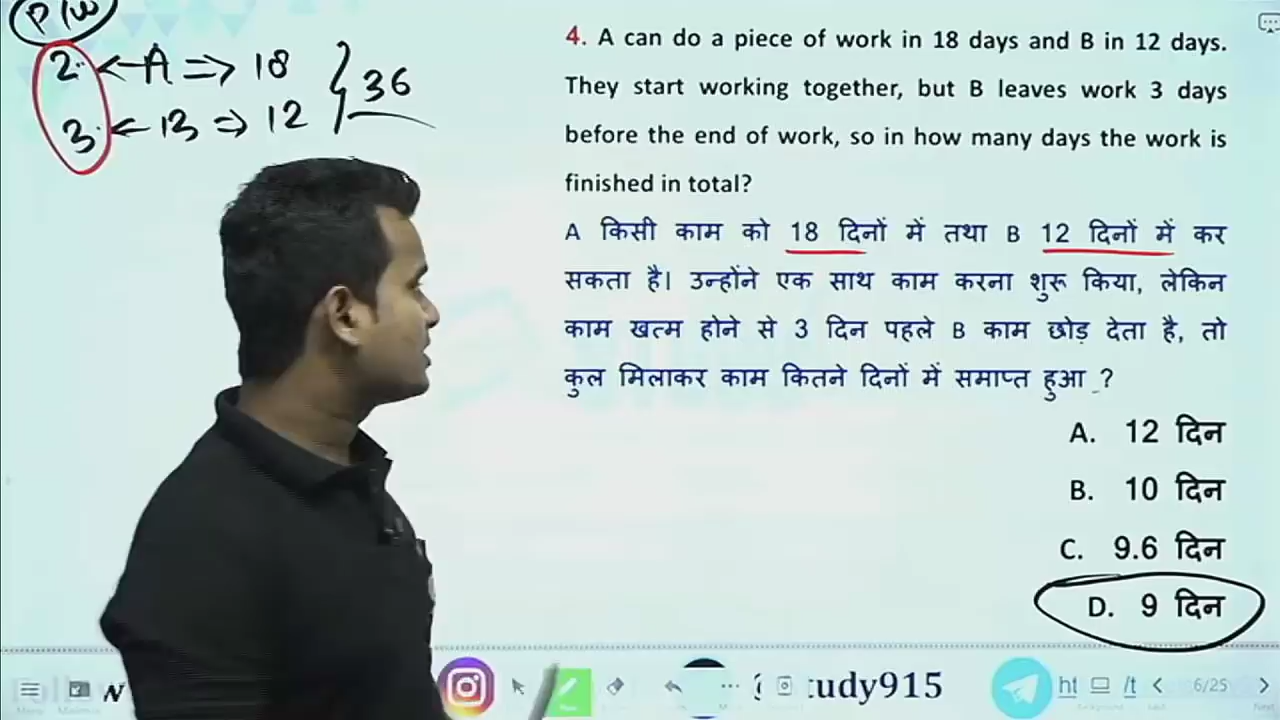 P/W
2 ← A => 18
36
3 ← B => 12
4. A can do a piece of work in 18 days and B in 12 days.
They start working together, but B leaves work 3 days
before the end of work, so in how many days the work is
finished in total?
A किसी काम को 18 दिनों में तथा B 12 दिनों में कर
सकता है। उन्होंने एक साथ काम करना शुरू किया, लेकिन
काम खत्म होने से 3 दिन पहले B काम छोड़ देता है, तो
कुल मिलाकर काम कितने दिनों में समाप्त हुआ ?
A. 12 दिन
B. 10 दिन
C. 9.6 दिन
D. 9 दिन
tudy915
ht
/t
6/25